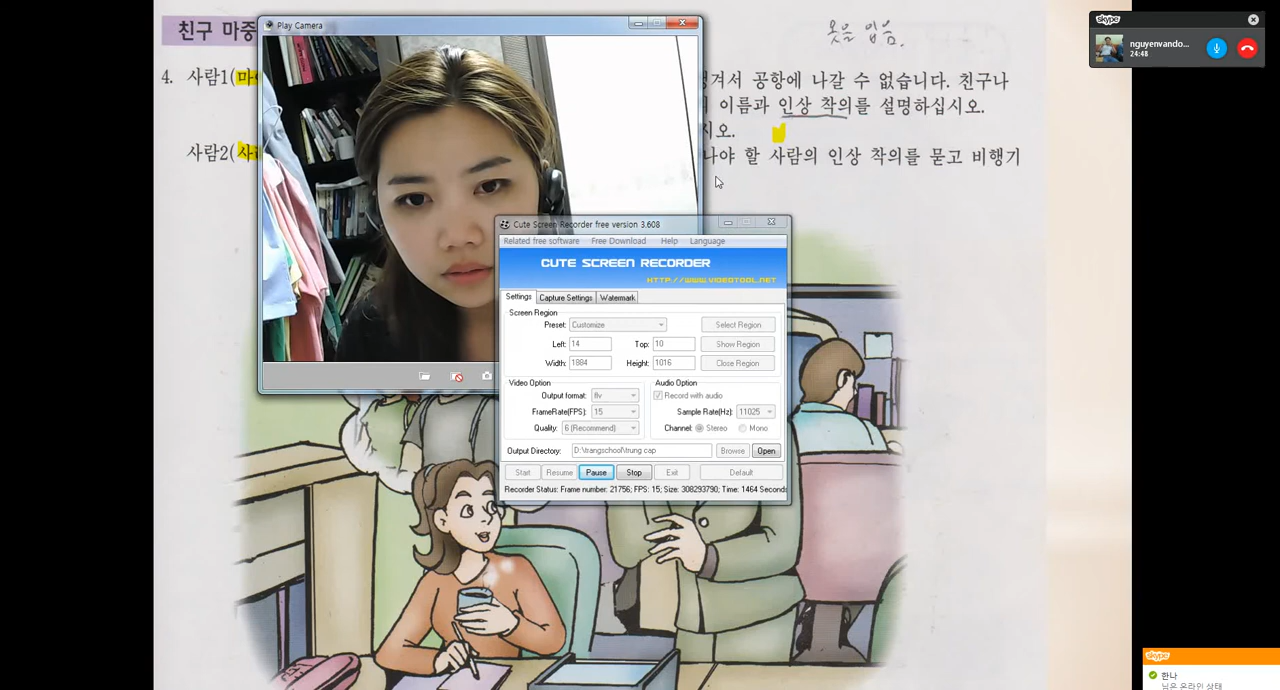 친구 마중
옷을 입음.
4. 사람1(마
겨서 공항에 나갈 수 없습니다. 친구나
이름과 인상 착의를 설명하십시오.
시오.
사람2(사
나야 할 사람의 인상 착의를 묻고 비행기
Play Camera
Cute Screen Recorder free version 3.608
Related free software Free Download Help Language
CUTE SCREEN RECORDER
HTTP://WWW.VIDEOTOOL.NET
Settings Capture Settings Watermark
Screen Region
Preset: Customize Select Region
Left: 14 Top: 10 Show Region
Width: 1884 Height: 1016 Close Region
Video Option Audio Option
Output format: flv Record with audio
FrameRate(FPS): 15 Sample Rate(Hz): 11025
Quality: 6 (Recommend) Channel: Stereo Mono
Output Directory: D:\trangschool\trung cap Browse Open
Start Resume Pause Stop Exit Default
Recorder Status: Frame number: 21756; FPS: 15; Size: 308293790; Time: 1464 Seconds
skype
nguyenvando...
24:48
skype
한나
님은 온라인 상태